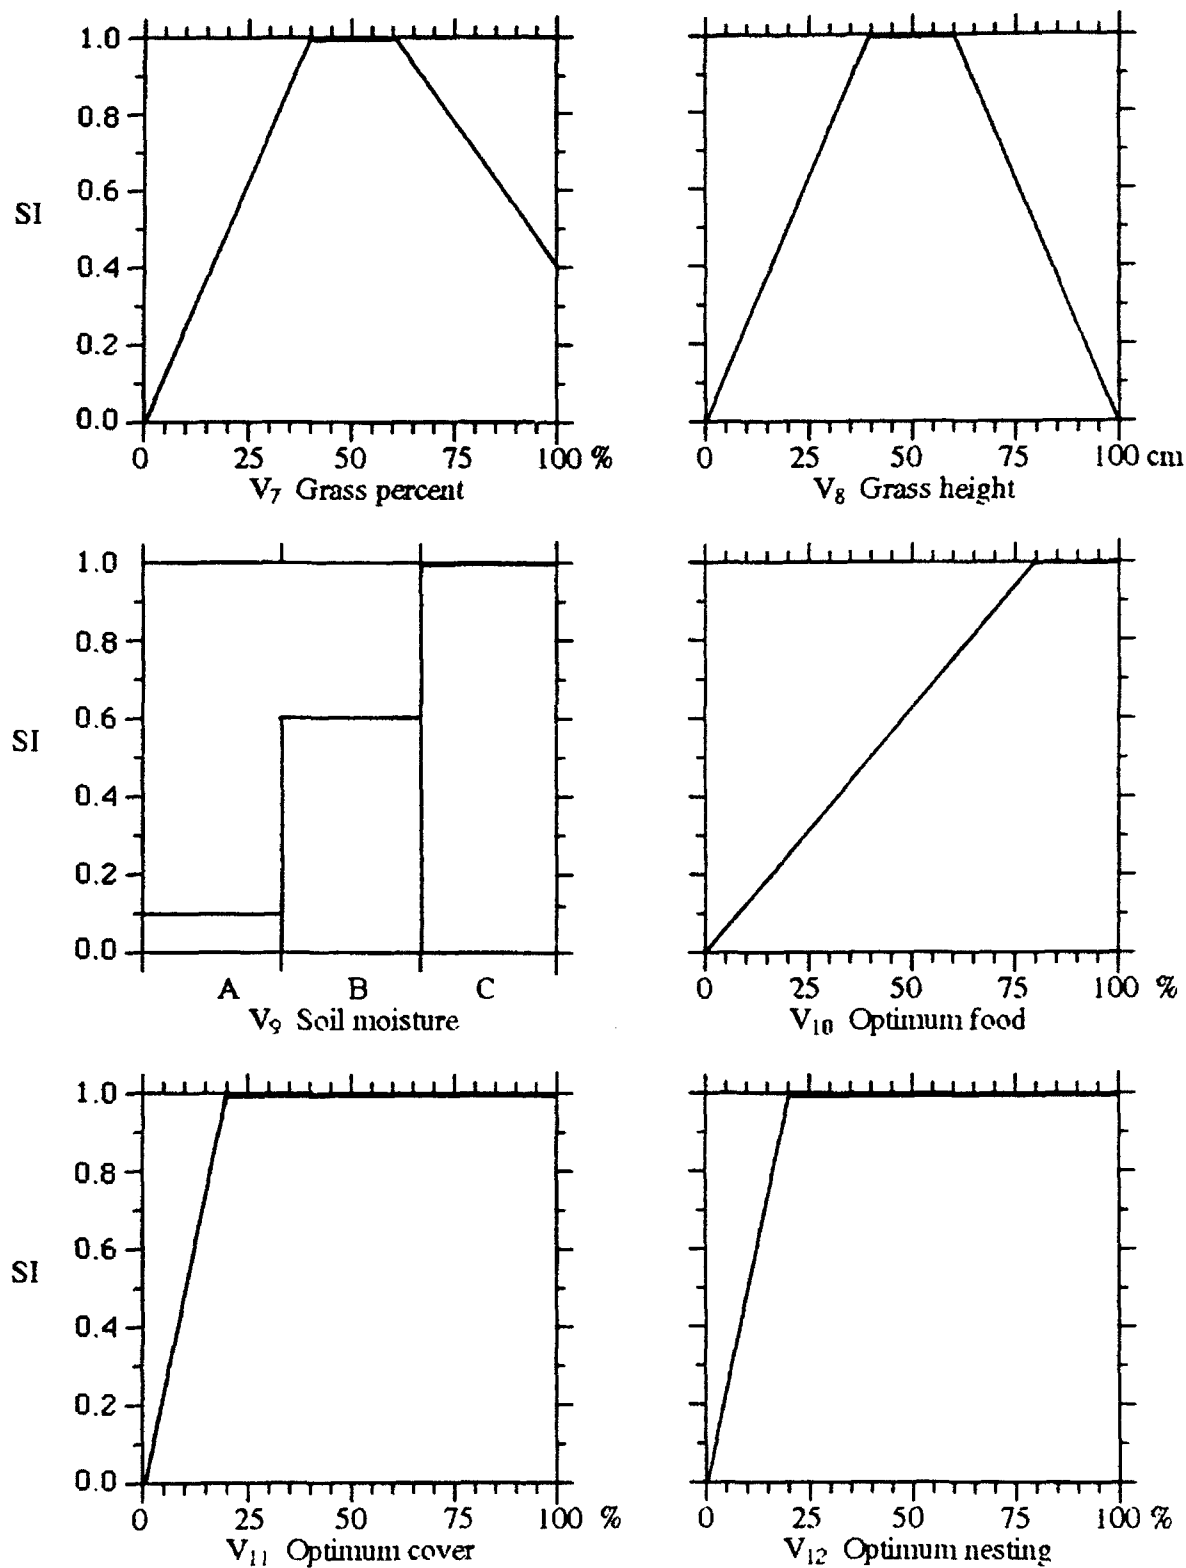 1.0
0.8
0.6
SI
0.4
0.2
0.0
0 25 50 75 100 %
V7 Grass percent
0 25 50 75 100 cm
V8 Grass height
1.0
0.8
0.6
SI
0.4
0.2
0.0
A B C
V9 Soil moisture
0 25 50 75 100 %
V10 Optimum food
1.0
0.8
0.6
SI
0.4
0.2
0.0
0 25 50 75 100 %
V11 Optimum cover
0 25 50 75 100 %
V12 Optimum nesting